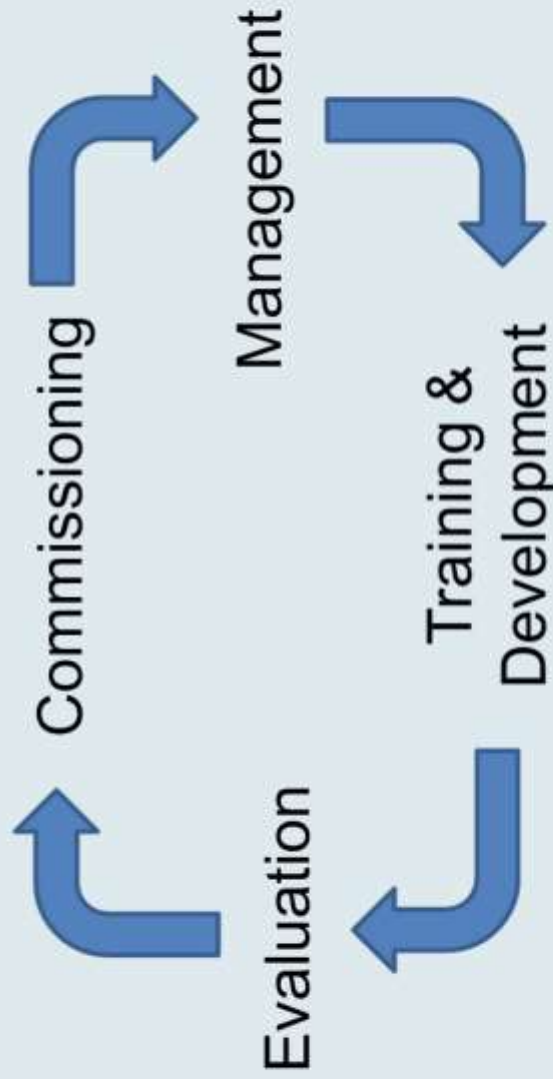 Commissioning
Management
Training &
Development
Evaluation